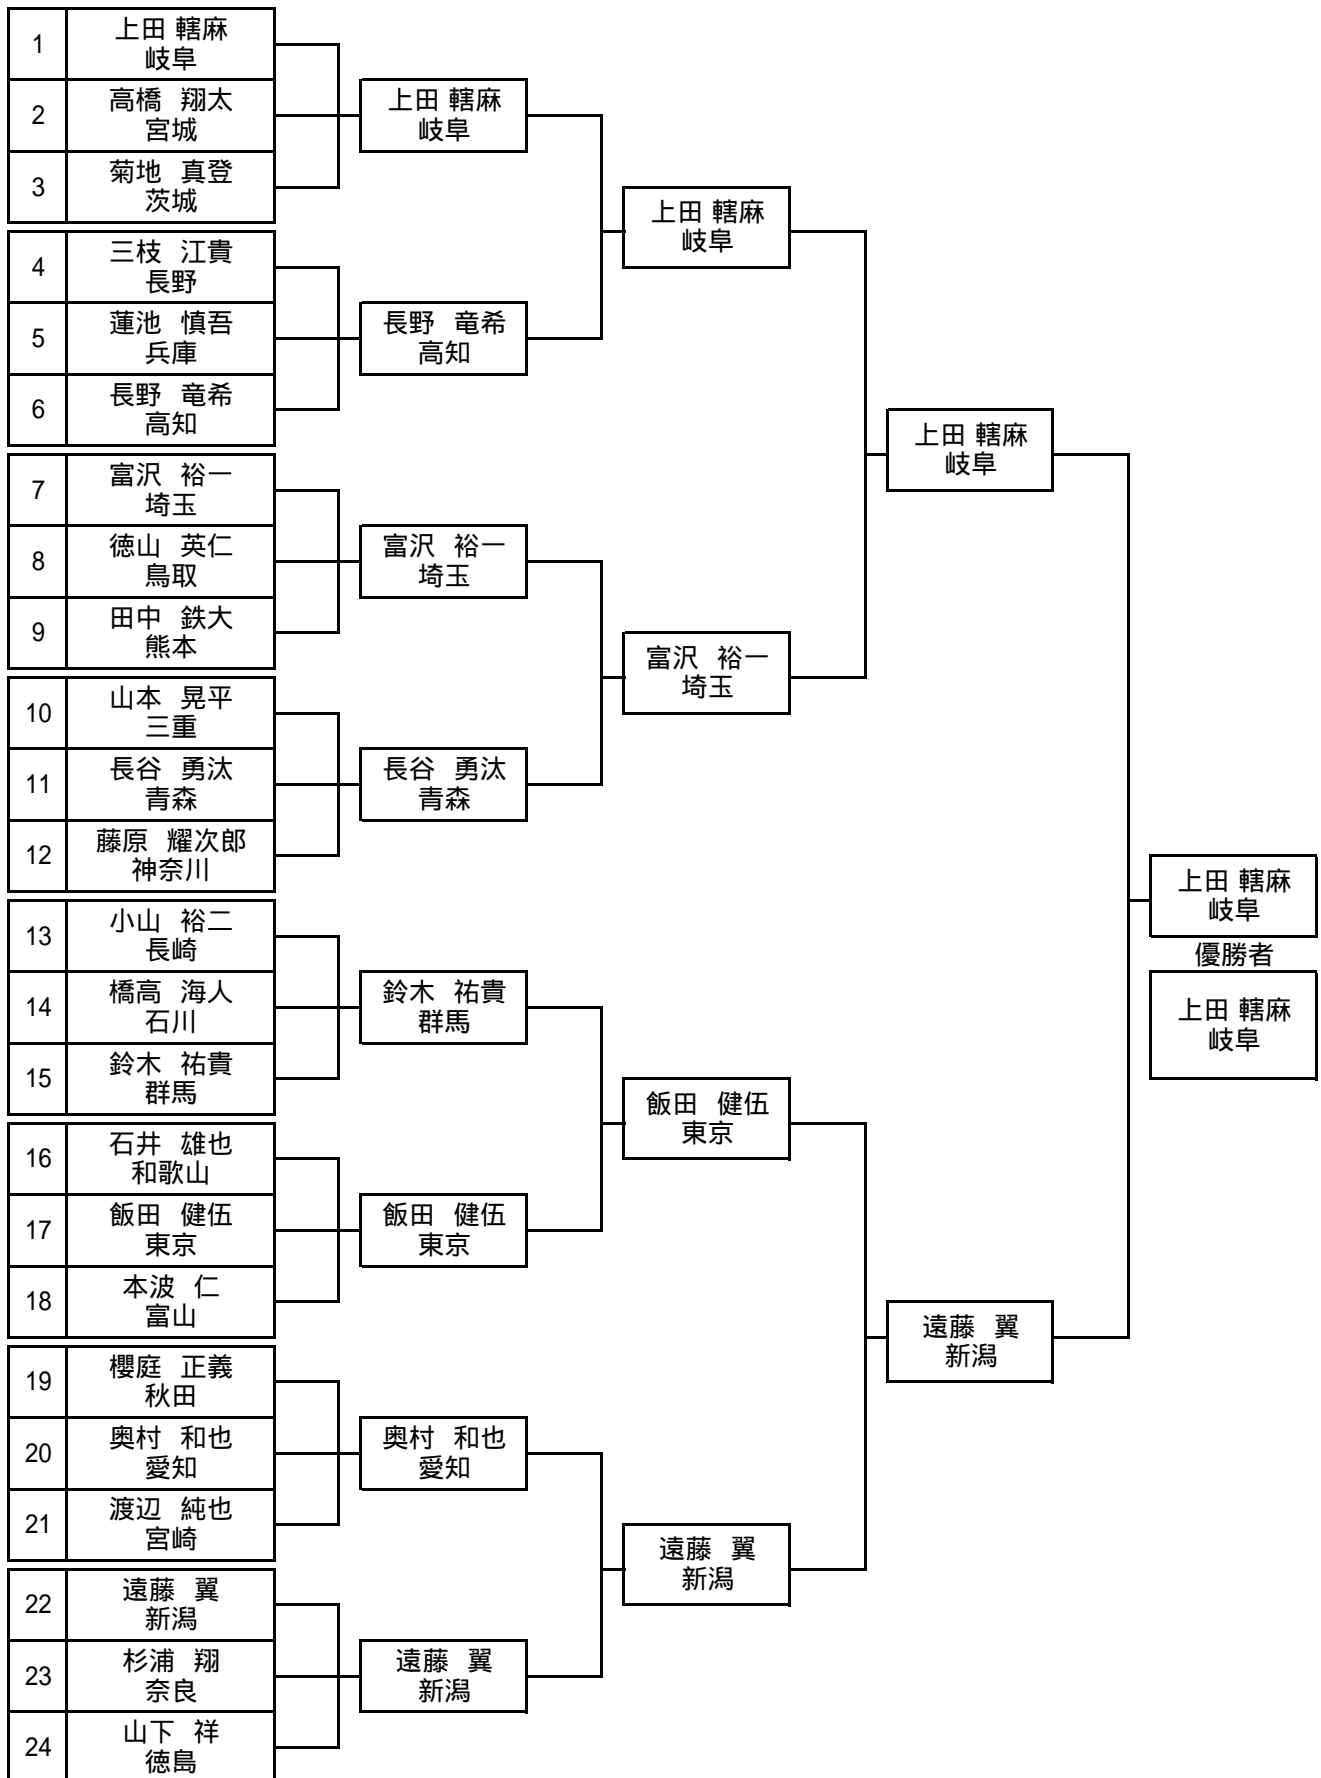 1
上田 轄麻
岐阜
2
高橋 翔太
宮城
3
菊地 真登
茨城
4
三枝 江貴
長野
5
蓮池 慎吾
兵庫
6
長野 竜希
高知
7
富沢 裕一
埼玉
8
徳山 英仁
鳥取
9
田中 鉄大
熊本
10
山本 晃平
三重
11
長谷 勇汰
青森
12
藤原 耀次郎
神奈川
13
小山 裕二
長崎
14
橋高 海人
石川
15
鈴木 祐貴
群馬
16
石井 雄也
和歌山
17
飯田 健伍
東京
18
本波 仁
富山
19
櫻庭 正義
秋田
20
奥村 和也
愛知
21
渡辺 純也
宮崎
22
遠藤 翼
新潟
23
杉浦 翔
奈良
24
山下 祥
徳島
上田 轄麻
岐阜
長野 竜希
高知
富沢 裕一
埼玉
長谷 勇汰
青森
鈴木 祐貴
群馬
飯田 健伍
東京
奥村 和也
愛知
遠藤 翼
新潟
上田 轄麻
岐阜
富沢 裕一
埼玉
飯田 健伍
東京
遠藤 翼
新潟
上田 轄麻
岐阜
遠藤 翼
新潟
上田 轄麻
岐阜
優勝者
上田 轄麻
岐阜